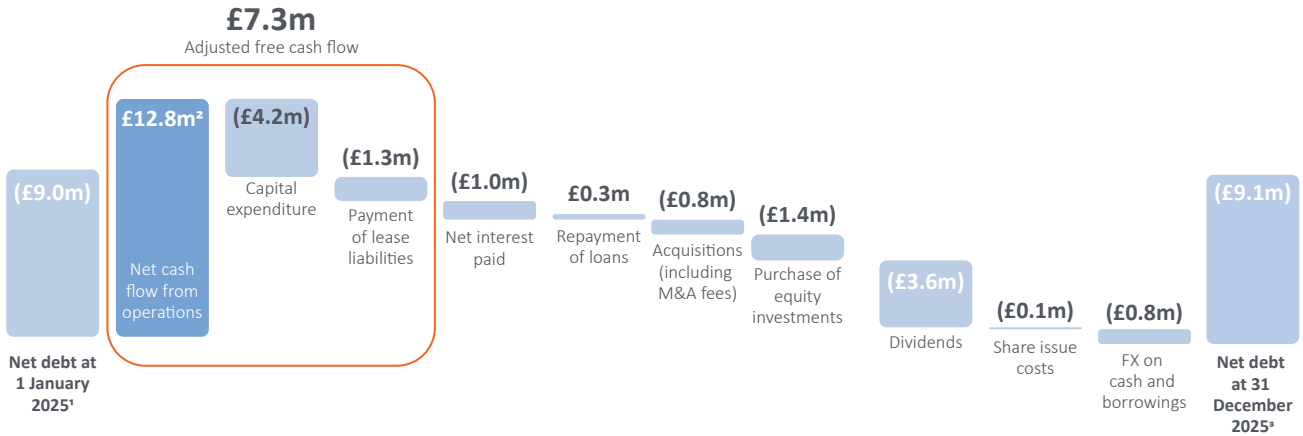 £7.3m
Adjusted free cash flow
(£9.0m)
Net debt at
1 January
2025¹
£12.8m²
Net cash
flow from
operations
(£4.2m)
Capital
expenditure
(£1.3m)
Payment
of lease
liabilities
(£1.0m)
Net interest
paid
£0.3m
Repayment
of loans
(£0.8m)
Acquisitions
(including
M&A fees)
(£1.4m)
Purchase of
equity
investments
(£3.6m)
Dividends
(£0.1m)
Share issue
costs
(£0.8m)
FX on
cash and
borrowings
(£9.1m)
Net debt
at 31
December
2025³